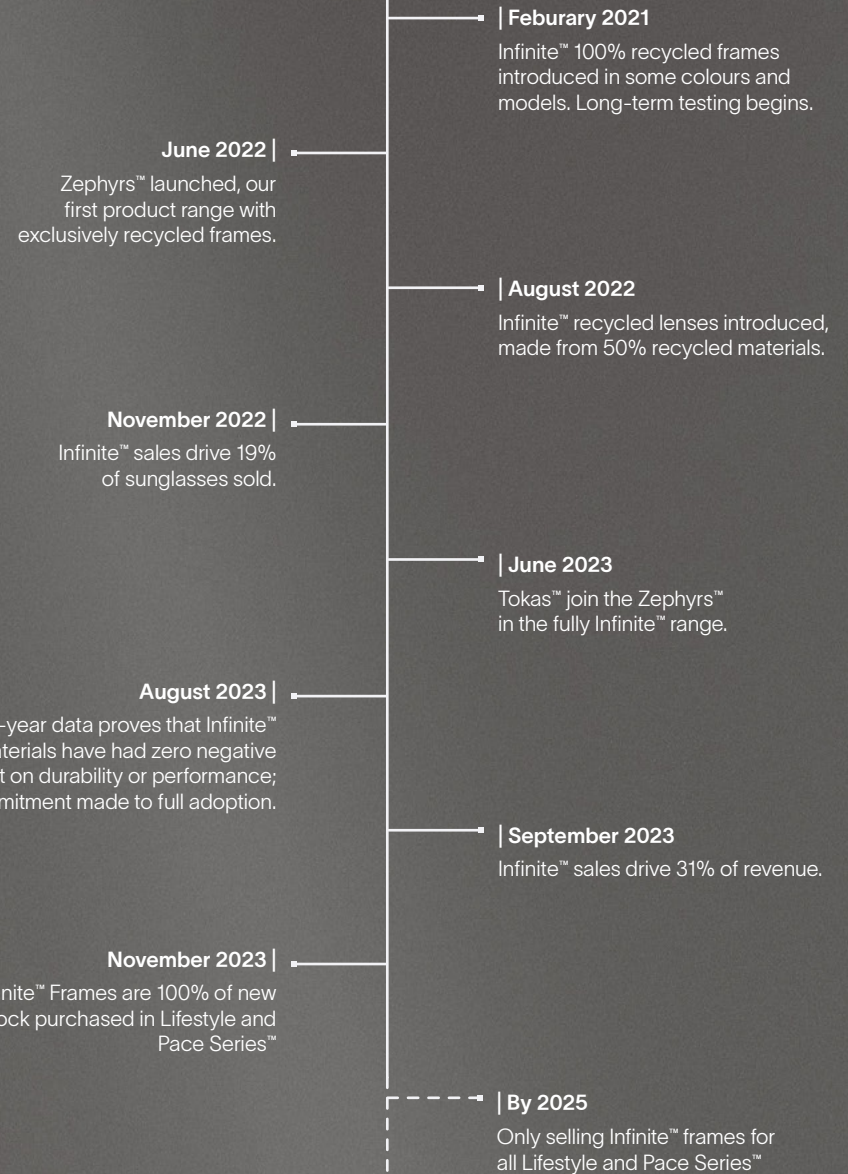 | Feburary 2021
Infinite™ 100% recycled frames
introduced in some colours and
models. Long-term testing begins.
June 2022 |
Zephyrs™ launched, our
first product range with
exclusively recycled frames.
| August 2022
Infinite™ recycled lenses introduced,
made from 50% recycled materials.
November 2022 |
Infinite™ sales drive 19%
of sunglasses sold.
| June 2023
Tokas™ join the Zephyrs™
in the fully Infinite™ range.
August 2023 |
-year data proves that Infinite™
have had zero negative
on durability or performance;
made to full adoption.
| September 2023
Infinite™ sales drive 31% of revenue.
November 2023 |
Frames are 100% of new
purchased in Lifestyle and
Pace Series™
| By 2025
Only selling Infinite™ frames for
all Lifestyle and Pace Series™